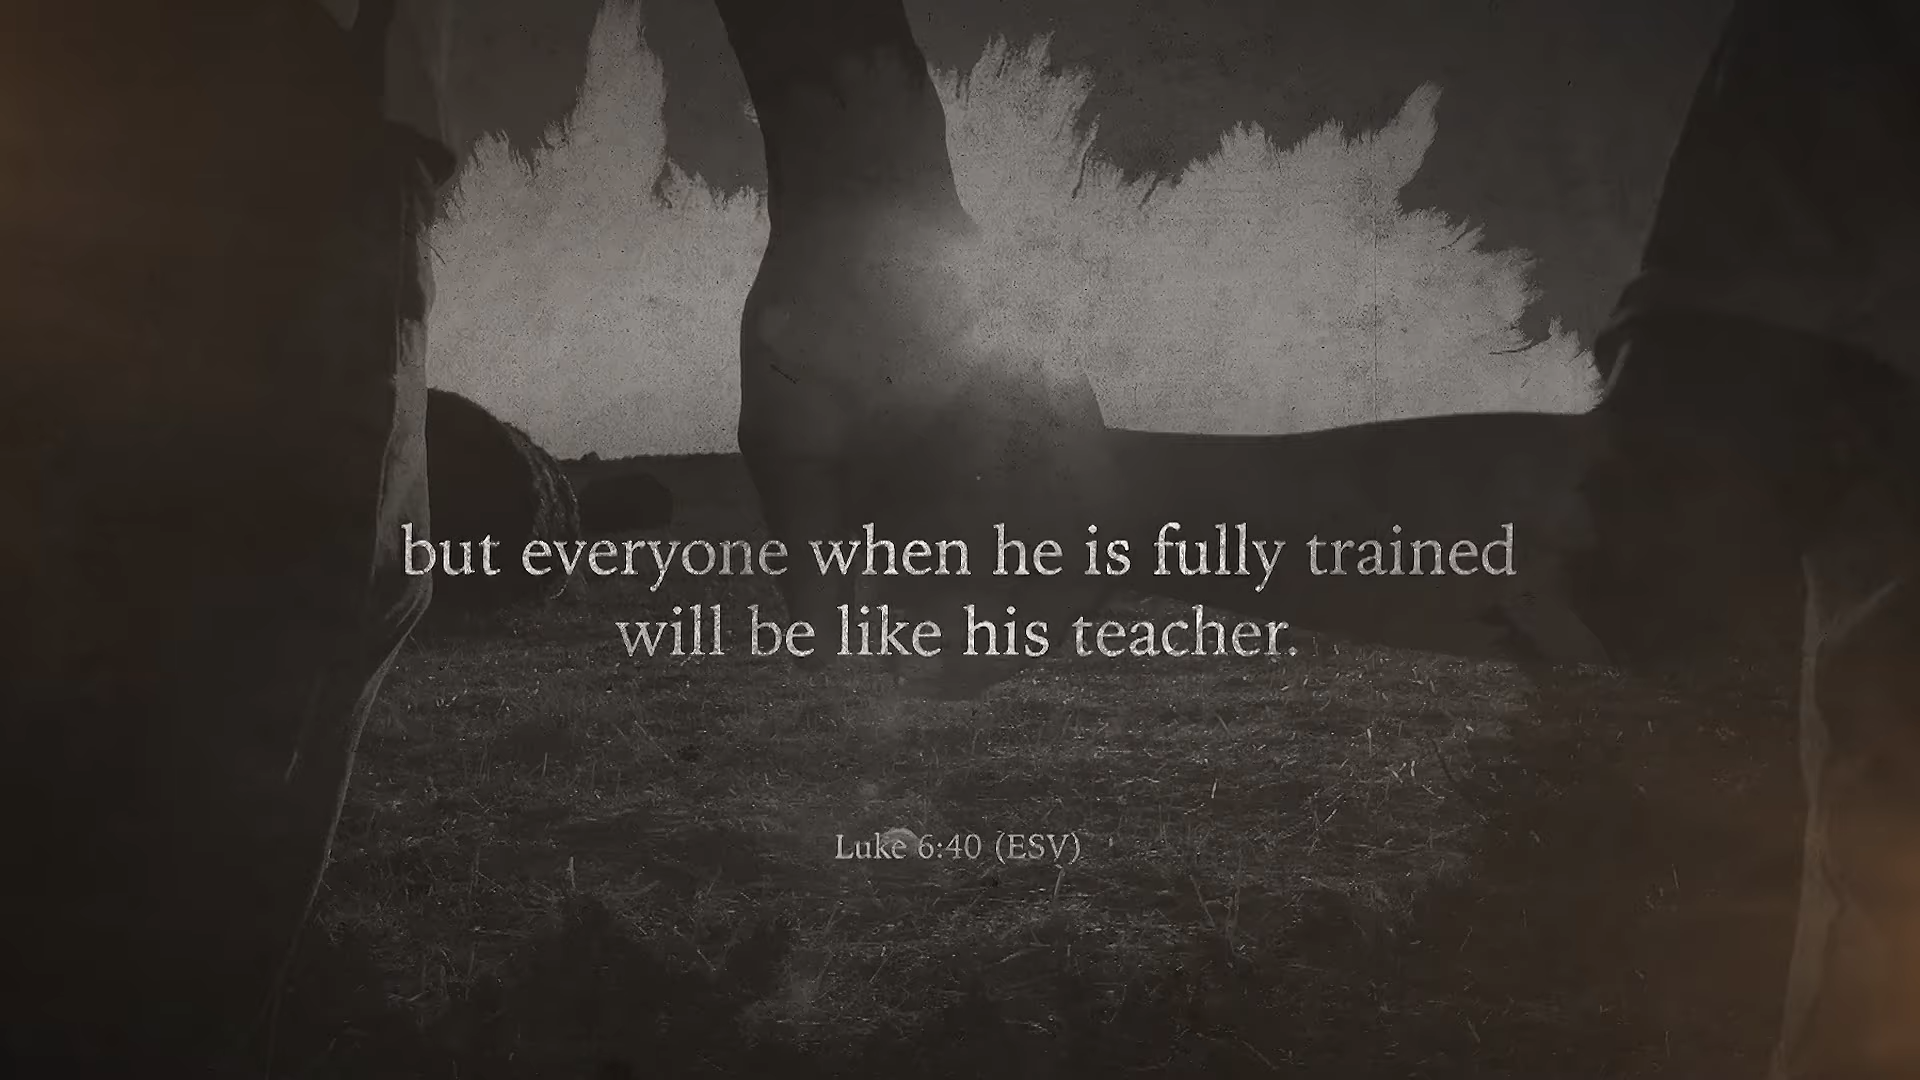 but everyone when he is fully trained
will be like his teacher.
Luke 6:40 (ESV)